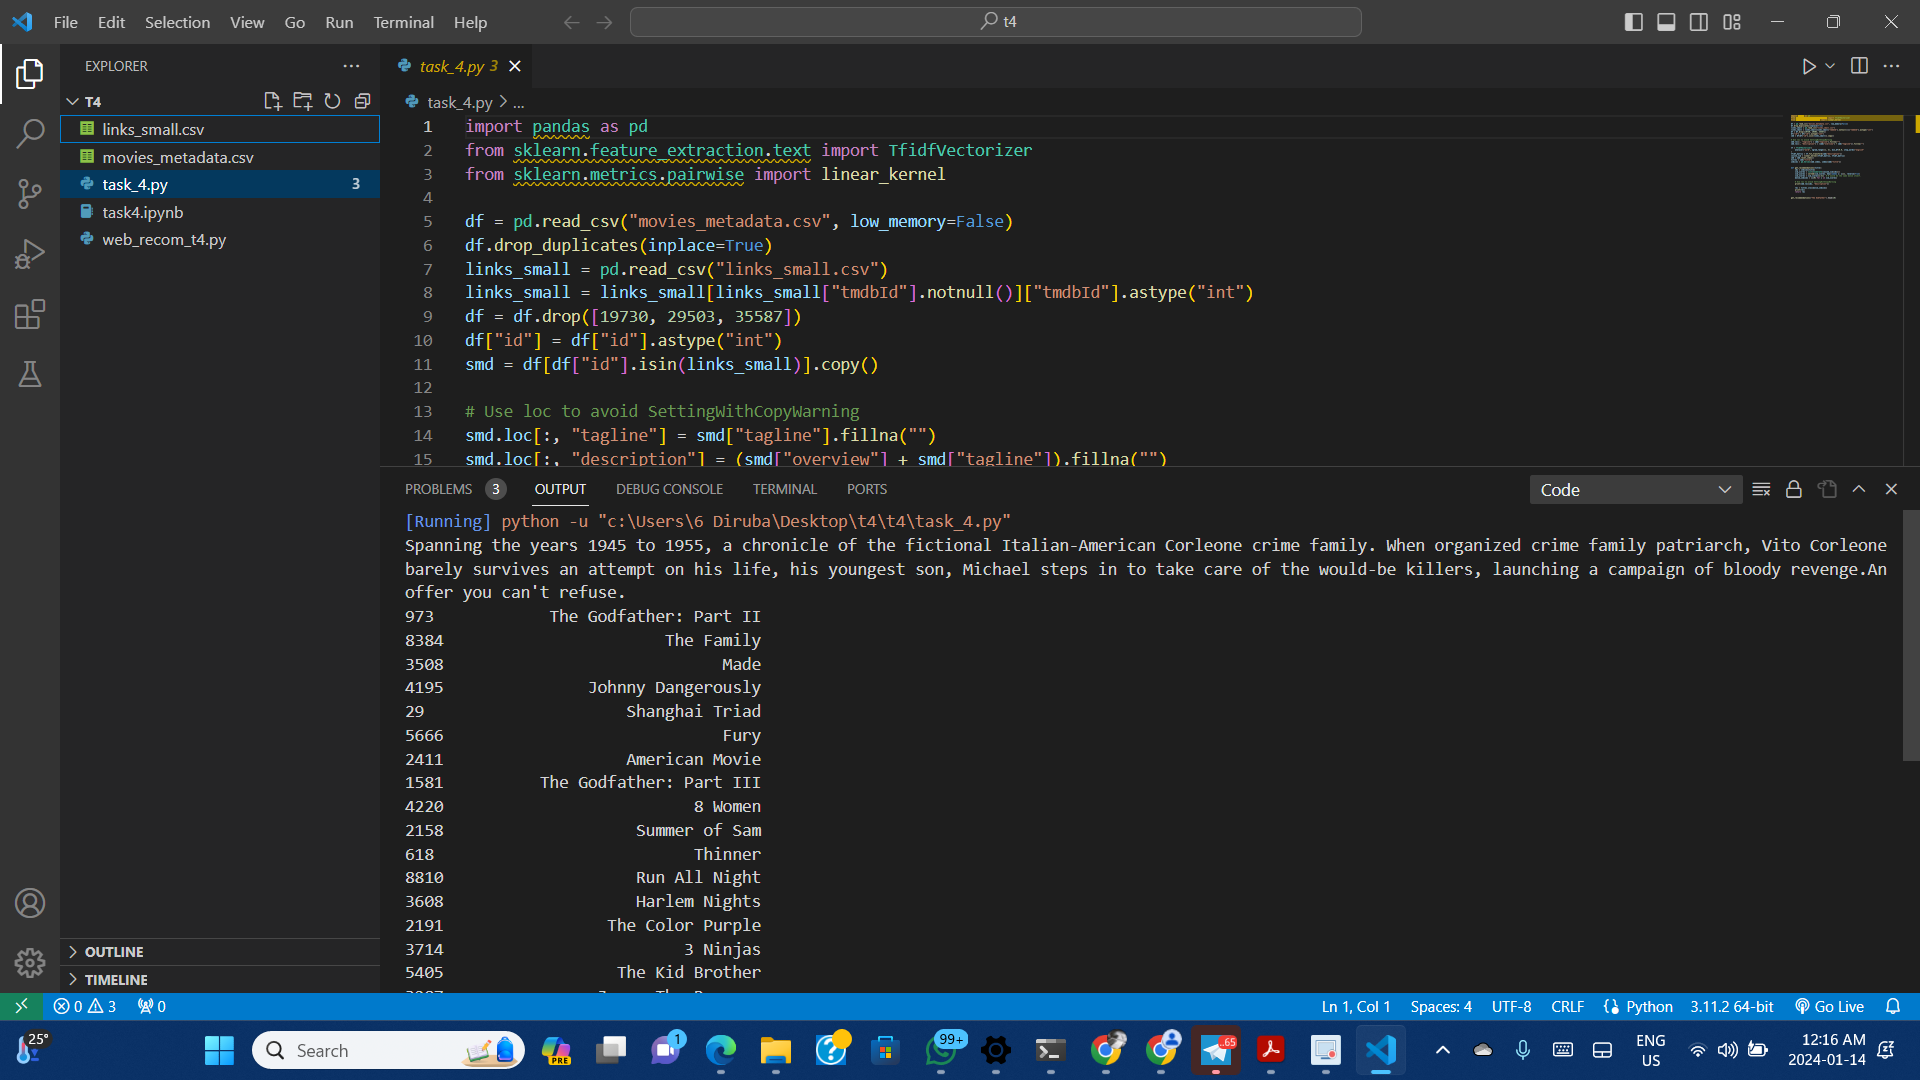 File Edit Selection View Go Run Terminal Help
t4
EXPLORER
T4
links_small.csv
movies_metadata.csv
task_4.py 3
task4.ipynb
web_recom_t4.py
OUTLINE
TIMELINE
task_4.py 3
task_4.py > ...
1 import pandas as pd
2 from sklearn.feature_extraction.text import TfidfVectorizer
3 from sklearn.metrics.pairwise import linear_kernel
4
5 df = pd.read_csv("movies_metadata.csv", low_memory=False)
6 df.drop_duplicates(inplace=True)
7 links_small = pd.read_csv("links_small.csv")
8 links_small = links_small[links_small["tmdbId"].notnull()]["tmdbId"].astype("int")
9 df = df.drop([19730, 29503, 35587])
10 df["id"] = df["id"].astype("int")
11 smd = df[df["id"].isin(links_small)].copy()
12
13 # Use loc to avoid SettingWithCopyWarning
14 smd.loc[:, "tagline"] = smd["tagline"].fillna("")
15 smd.loc[:, "description"] = (smd["overview"] + smd["tagline"]).fillna("")
PROBLEMS 3 OUTPUT DEBUG CONSOLE TERMINAL PORTS
Code
[Running] python -u "c:\Users\6 Diruba\Desktop\t4\t4\task_4.py"
Spanning the years 1945 to 1955, a chronicle of the fictional Italian-American Corleone crime family. When organized crime family patriarch, Vito Corleone
barely survives an attempt on his life, his youngest son, Michael steps in to take care of the would-be killers, launching a campaign of bloody revenge.An
offer you can't refuse.
973 The Godfather: Part II
8384 The Family
3508 Made
4195 Johnny Dangerously
29 Shanghai Triad
5666 Fury
2411 American Movie
1581 The Godfather: Part III
4220 8 Women
2158 Summer of Sam
618 Thinner
8810 Run All Night
3608 Harlem Nights
2191 The Color Purple
3714 3 Ninjas
5405 The Kid Brother
0 3 0
Ln 1, Col 1 Spaces: 4 UTF-8 CRLF Python 3.11.2 64-bit Go Live
25°
Search
PRE
1
99+
..65
ENG
US
12:16 AM
2024-01-14